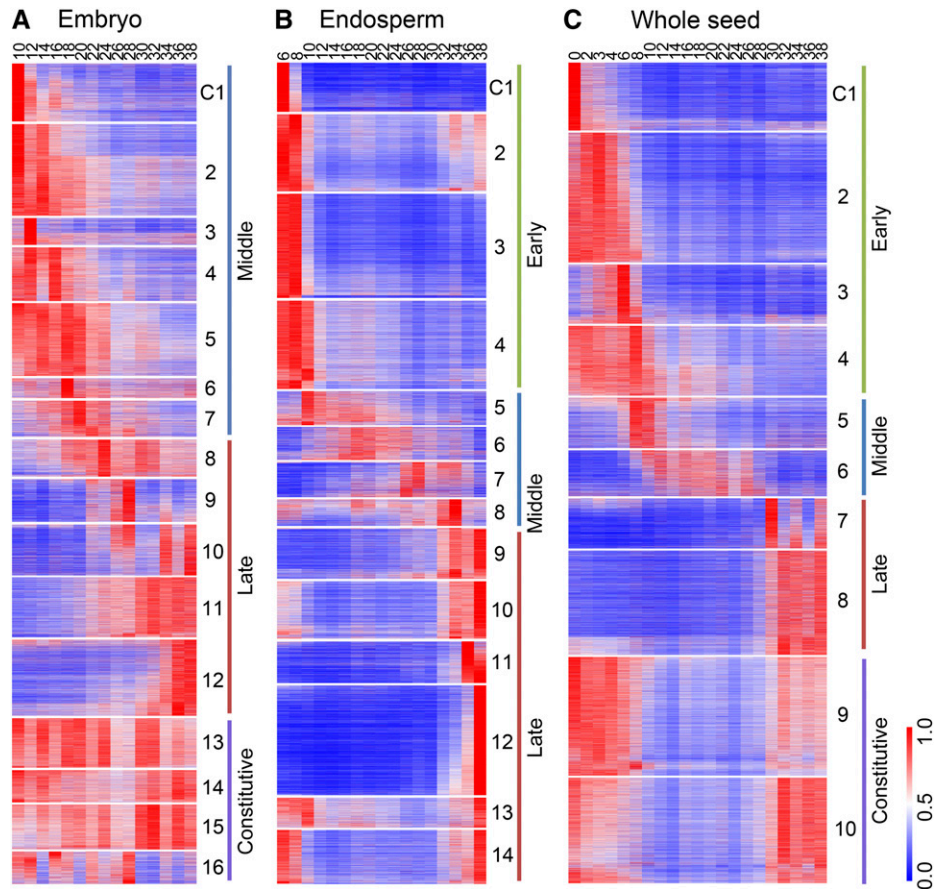 A Embryo
10 12 14 16 18 20 22 24 26 28 30 32 34 36 38
C1
2
3
4
5
6
7
8
9
10
11
12
13
14
15
16
Middle
Late
Constitutive
B Endosperm
6 8 10 12 14 16 18 20 22 24 26 28 30 32 34 36 38
C1
2
3
4
5
6
7
8
9
10
11
12
13
14
Early
Middle
Late
C Whole seed
0 2 3 4 6 8 10 12 14 16 18 20 22 24 26 28 30 32 34 36 38
C1
2
3
4
5
6
7
8
9
10
Early
Middle
Late
Constitutive
0.0 0.5 1.0